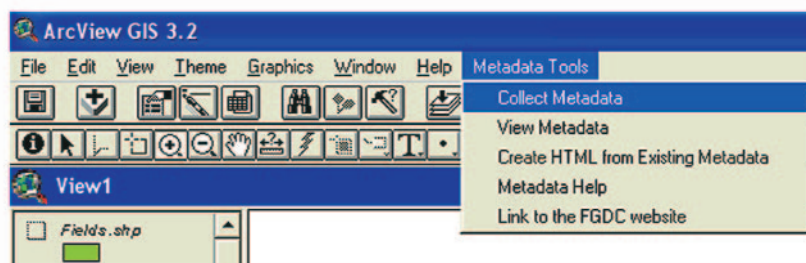 ArcView GIS 3.2
File Edit View Theme Graphics Window Help Metadata Tools
Collect Metadata
View Metadata
Create HTML from Existing Metadata
Metadata Help
Link to the FGDC website
T
View1
Fields.shp